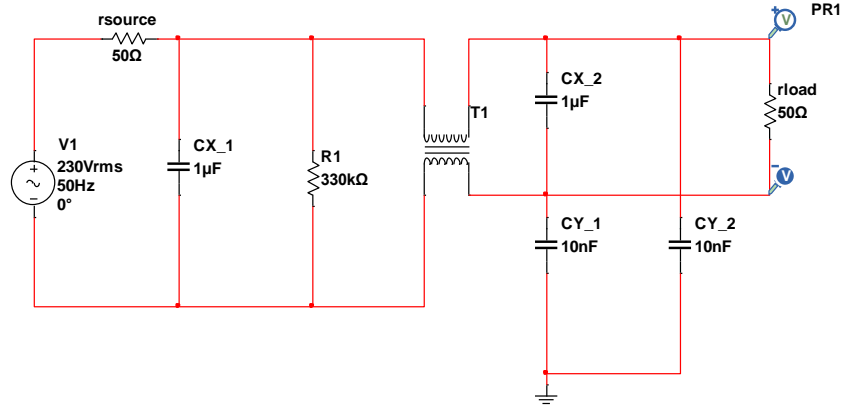 PR1
rsource
50Ω
V
CX_2
1µF
rload
50Ω
T1
V1
230Vrms
50Hz
0°
CX_1
1µF
R1
330kΩ
V
CY_1
10nF
CY_2
10nF